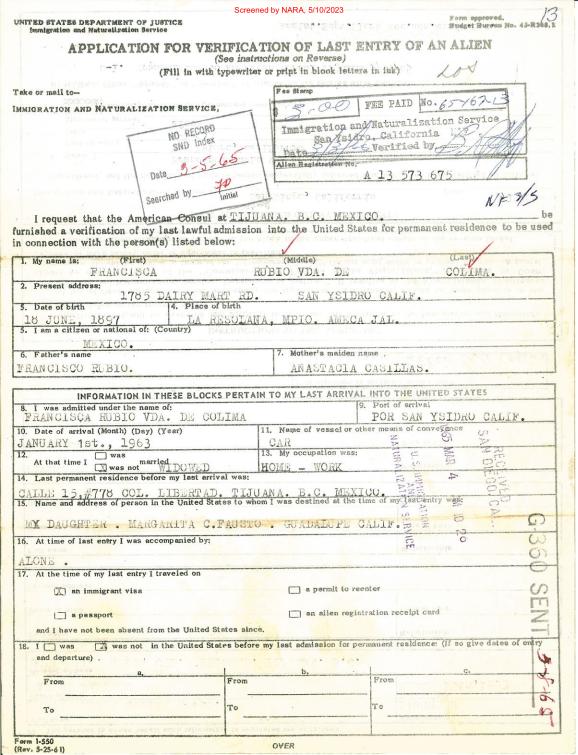 Screened by NARA, 5/10/2023
13
UNITED STATES DEPARTMENT OF JUSTICE
Immigration and Naturalization Service
Form approved.
Budget Bureau No. 43-R388.1
APPLICATION FOR VERIFICATION OF LAST ENTRY OF AN ALIEN
(See instructions on Reverse)
(Fill in with typewriter or print in block letters in ink)
LOS
Take or mail to—
IMMIGRATION AND NATURALIZATION SERVICE,
Fee Stamp
$ 5.00 FEE PAID No.
Immigration and Naturalization Service
San Ysidro, California
Date Verified by
Alien Registration No.
A 13 573 675
NO RECORD
SND Index
Date 3-5-65
Searched by
Initial
NF 3/5
I request that the American Consul at TIJUANA. B.C. MEXICO. be
furnished a verification of my last lawful admission into the United States for permanent residence to be used
in connection with the person(s) listed below:
1. My name is: (First) (Middle) (Last)
FRANCISCA RUBIO VDA. DE COLIMA.
2. Present address:
1785 DAIRY MART RD. SAN YSIDRO CALIF.
3. Date of birth 4. Place of birth
18 JUNE, 1897 LA RESOLANA, MPIO. AMECA JAL.
5. I am a citizen or national of: (Country)
MEXICO.
6. Father's name 7. Mother's maiden name
FRANCISCO RUBIO. ANASTACIA CASILLAS.
INFORMATION IN THESE BLOCKS PERTAIN TO MY LAST ARRIVAL INTO THE UNITED STATES
8. I was admitted under the name of: 9. Port of arrival
FRANCISCA RUBIO VDA. DE COLIMA POR SAN YSIDRO CALIF.
10. Date of arrival (Month) (Day) (Year) 11. Name of vessel or other means of conveyance
JANUARY 1st., 1963 CAR
12. At that time I was married 13. My occupation was:
X was not WIDOWED HOME - WORK
14. Last permanent residence before my last arrival was:
CALLE 15,#778 COL. LIBERTAD. TIJUANA. B.C. MEXICO.
15. Name and address of person in the United States to whom I was destined at the time of my last entry was:
MY DAUGHTER . MARGARITA C.FAUSTO . GUADALUPE CALIF.
16. At time of last entry I was accompanied by:
ALONE .
17. At the time of my last entry I traveled on
X an immigrant visa a permit to reenter
a passport an alien registration receipt card
and I have not been absent from the United States since.
RECEIVED
SAN DIEGO, CA.
1965 MAR 4 AM 10 20
U.S. IMMIGRATION
AND
NATURALIZATION SERVICE
G-360 SENT
3-5-65
18. I was X was not in the United States before my last admission for permanent residence: (If so give dates of entry
and departure)
a. b. c.
From From From
To To To
Form I-550
(Rev. 5-25-61)
OVER